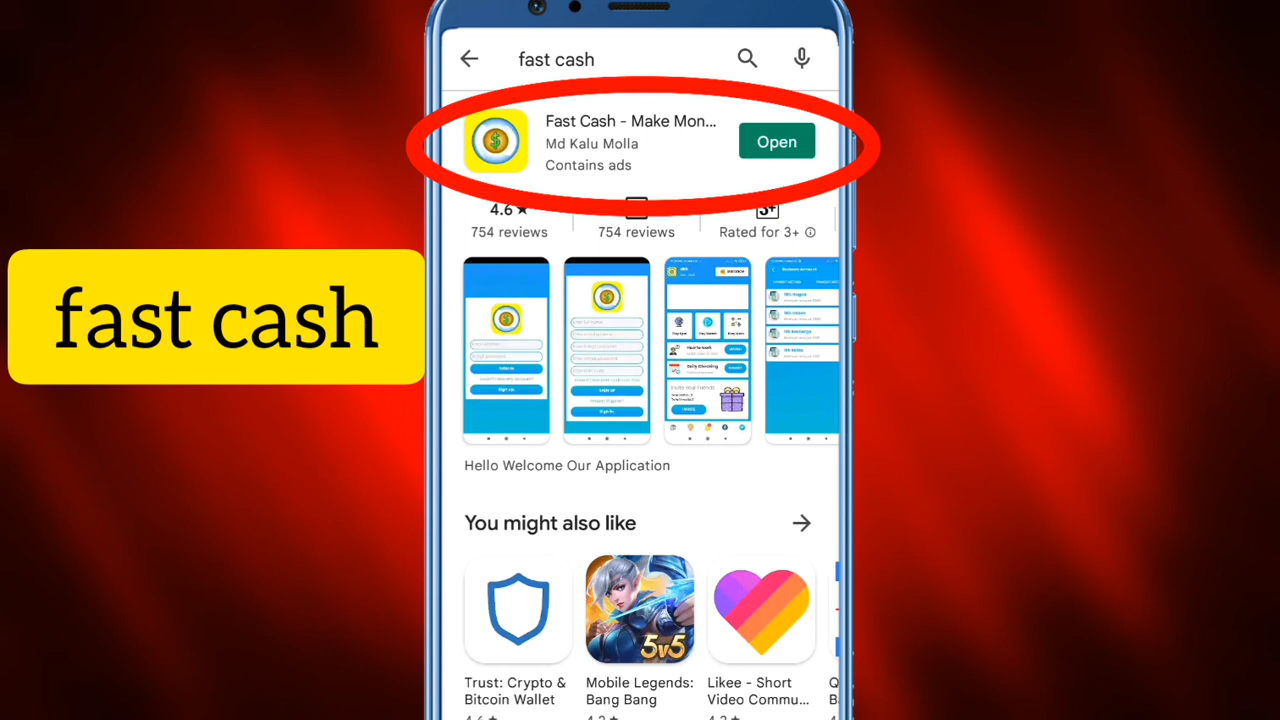 fast cash
Fast Cash - Make Mon...
Md Kalu Molla
Open
Contains ads
4.6★
3+
754 reviews
754 reviews
Rated for 3+
fast cash
Hello Welcome Our Application
You might also like
5v5
Trust: Crypto & Bitcoin Wallet
Mobile Legends: Bang Bang
Likee - Short Video Commu...